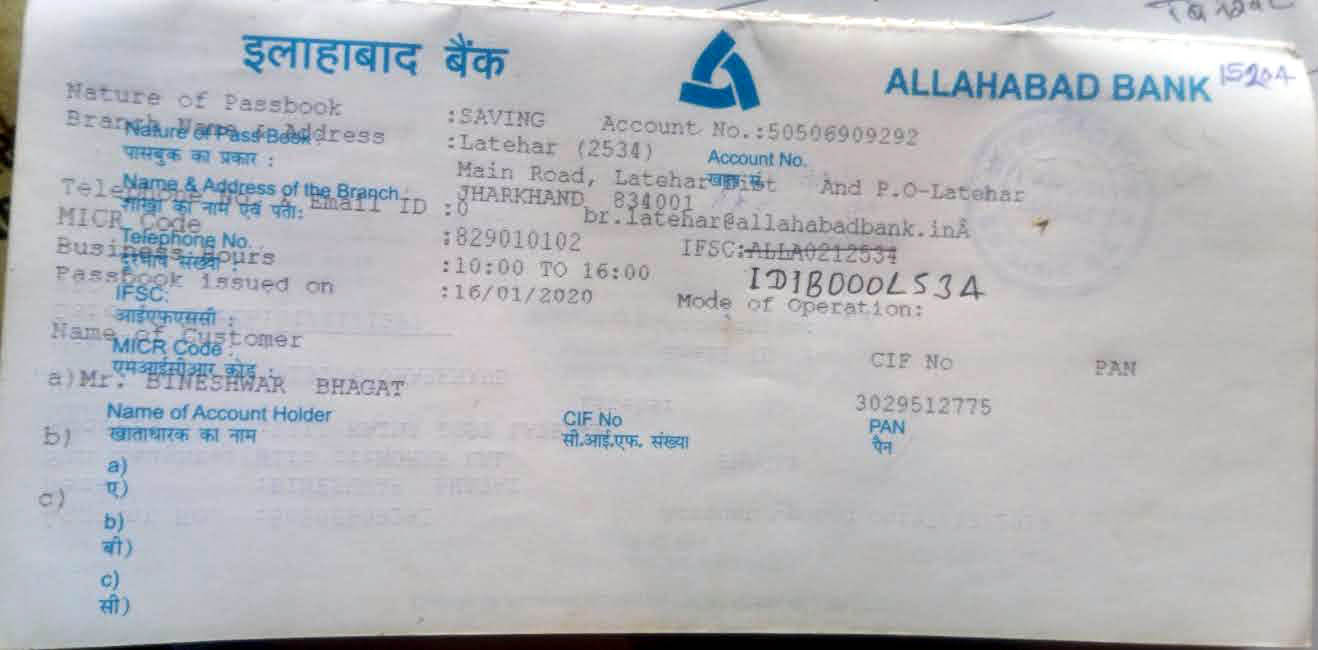 इलाहाबाद बैंक
ALLAHABAD BANK 15204
Nature of Passbook :SAVING Account No.:50506909292
Branch Name & Address :Latehar (2534)
Nature of Pass Book
Account No.
पासबुक का प्रकार :
Main Road, Latehar Dist And P.O-Latehar
खाता सं.
Name & Address of the Branch:
JHARKHAND 834001
शाखा का नाम एवं पता:
Telephone No. & Email ID :0 br.latehar@allahabadbank.inÂ
MICR Code :829010102 IFSC:ALLA0212534
Telephone No.
दूरभाष संख्या :
Business Hours :10:00 TO 16:00 IDIB000L534
Passbook issued on :16/01/2020 Mode of Operation:
IFSC:
आईएफएससी :
Name of Customer CIF No PAN
MICR Code :
एमआईसीआर कोड :
a)Mr. BINESHWAR BHAGAT 3029512775
Name of Account Holder CIF No PAN
खाताधारक का नाम सी.आई.एफ. संख्या पैन
b)
a)
ए)
c)
b)
बी)
c)
सी)